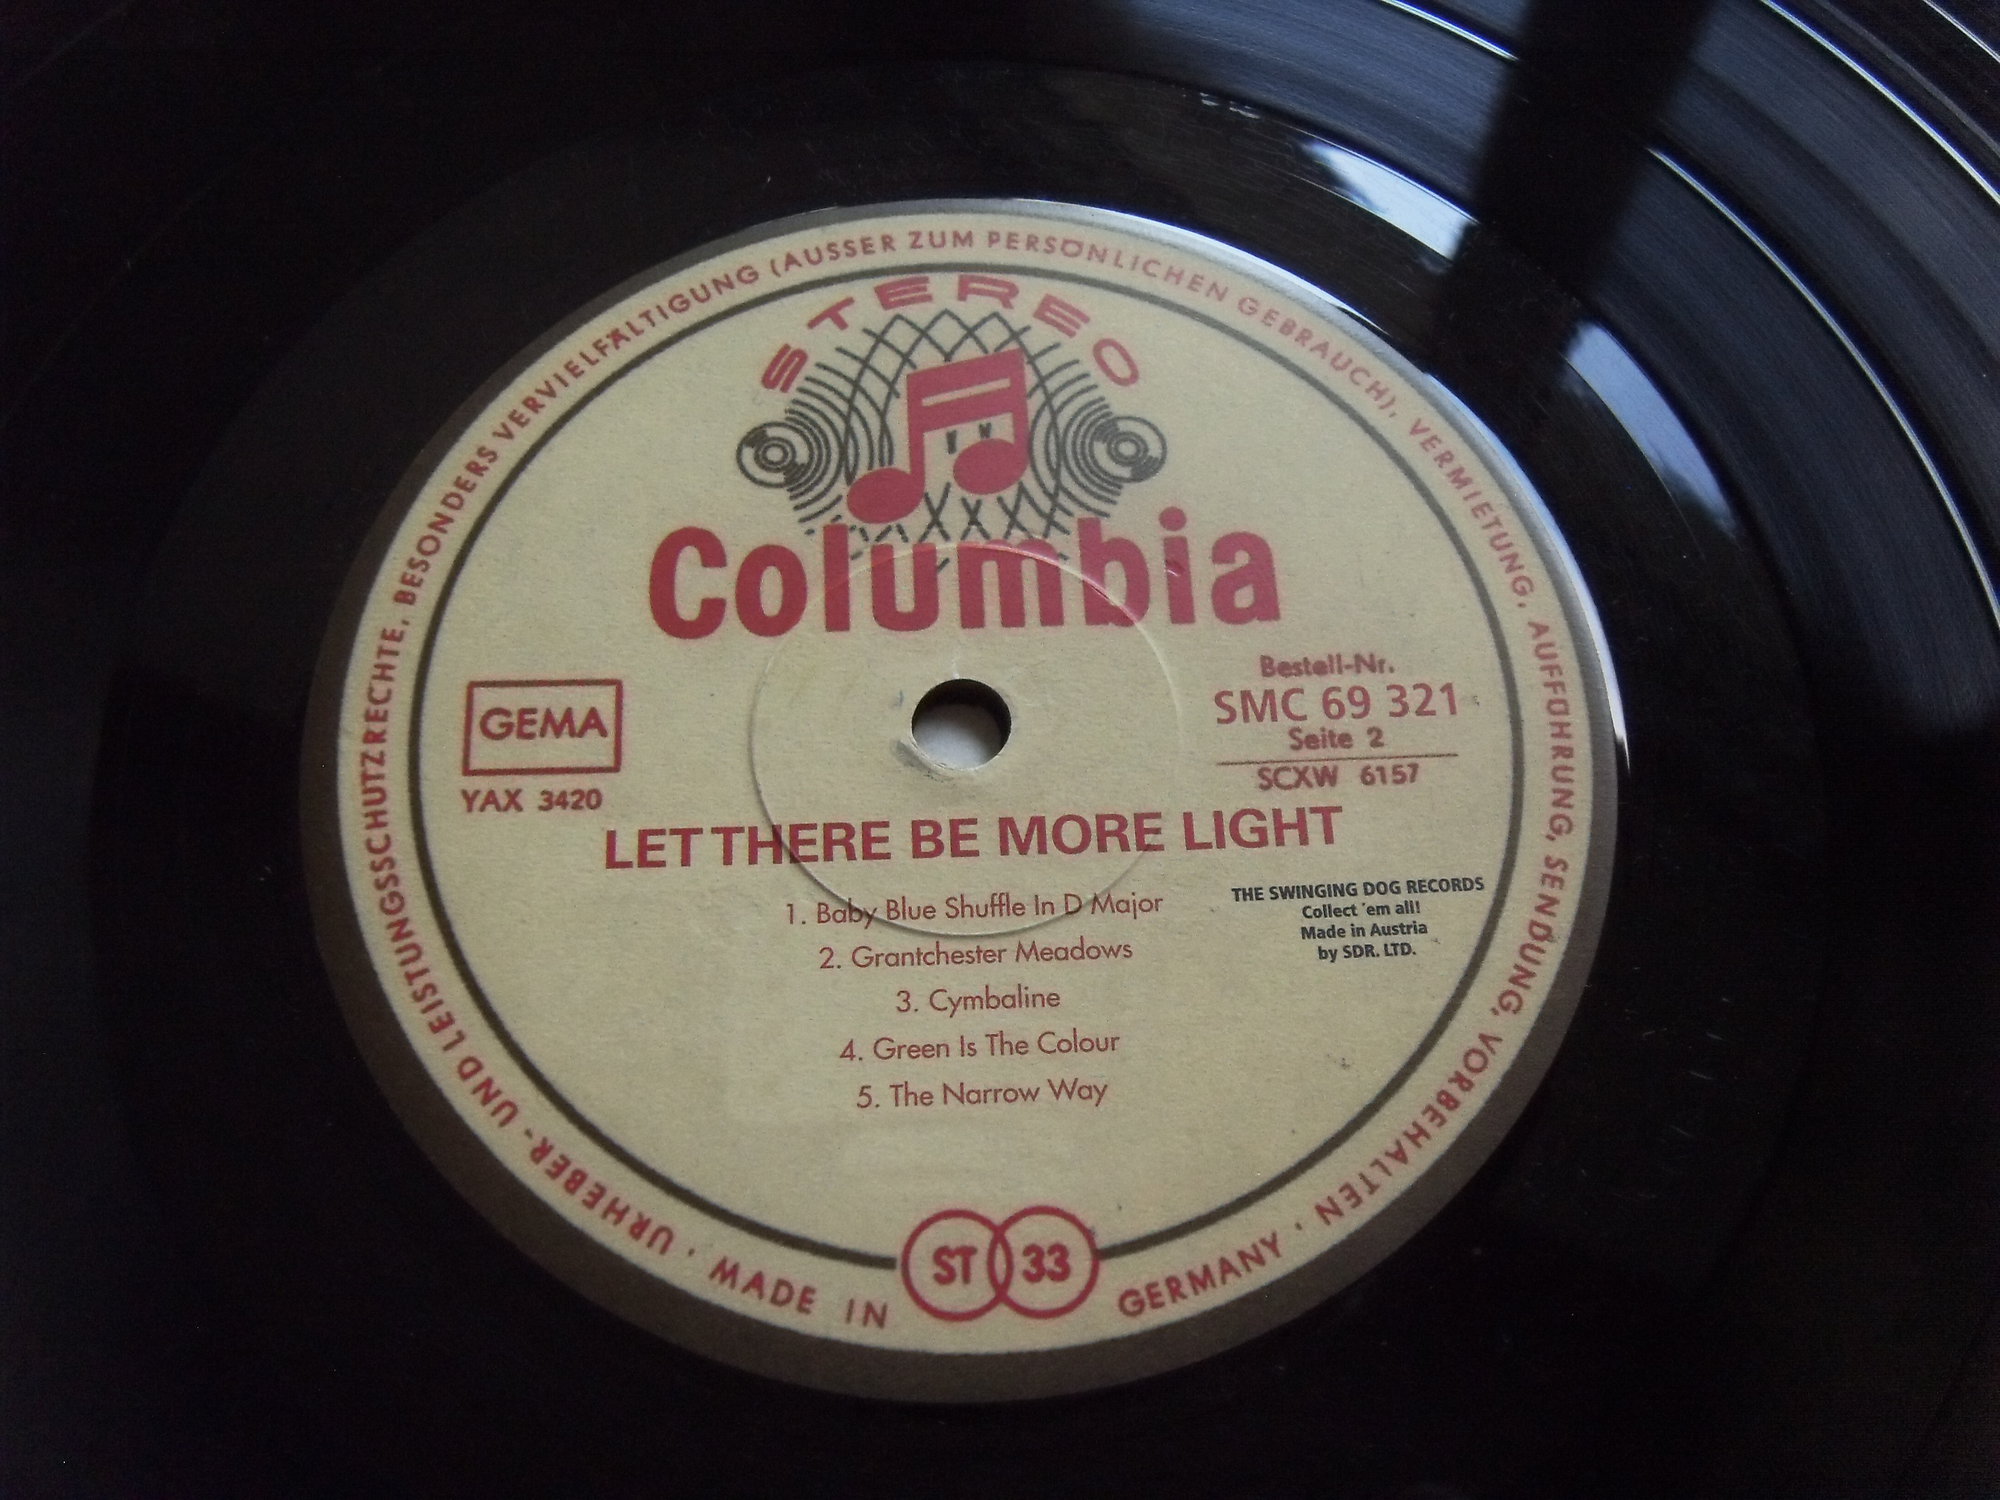 URHEBER- UND LEISTUNGSSCHUTZRECHTE, BESONDERS VERVIELFÄLTIGUNG (AUSSER ZUM PERSÖNLICHEN GEBRAUCH), VERMIETUNG, AUFFÜHRUNG, SENDUNG, VORBEHALTEN · MADE IN GERMANY ·
STEREO
Columbia
GEMA
YAX 3420
Bestell-Nr.
SMC 69 321
Seite 2
SCXW 6157
LET THERE BE MORE LIGHT
1. Baby Blue Shuffle In D Major
2. Grantchester Meadows
3. Cymbaline
4. Green Is The Colour
5. The Narrow Way
THE SWINGING DOG RECORDS
Collect 'em all!
Made in Austria
by SDR. LTD.
ST 33